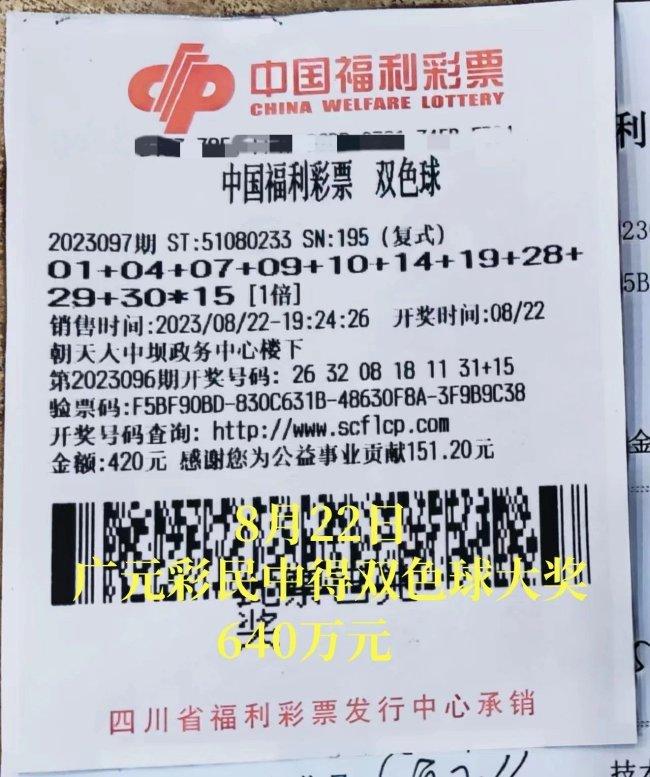 中国福利彩票
CHINA WELFARE LOTTERY
中国福利彩票 双色球
2023097期 ST:51080233 SN:195 (复式)
01+04+07+09+10+14+19+28+
29+30*15 [1倍]
销售时间:2023/08/22-19:24:26 开奖时间:08/22
朝天大中坝政务中心楼下
第2023096期开奖号码: 26 32 08 18 11 31+15
验票码:F5BF90BD-830C631B-48630F8A-3F9B9C38
开奖号码查询: http://www.scflcp.com
金额:420元 感谢您为公益事业贡献151.20元
8月22日
广元彩民中得双色球大奖
奖
640万元
四川省福利彩票发行中心承销
利
23
5B
金
技